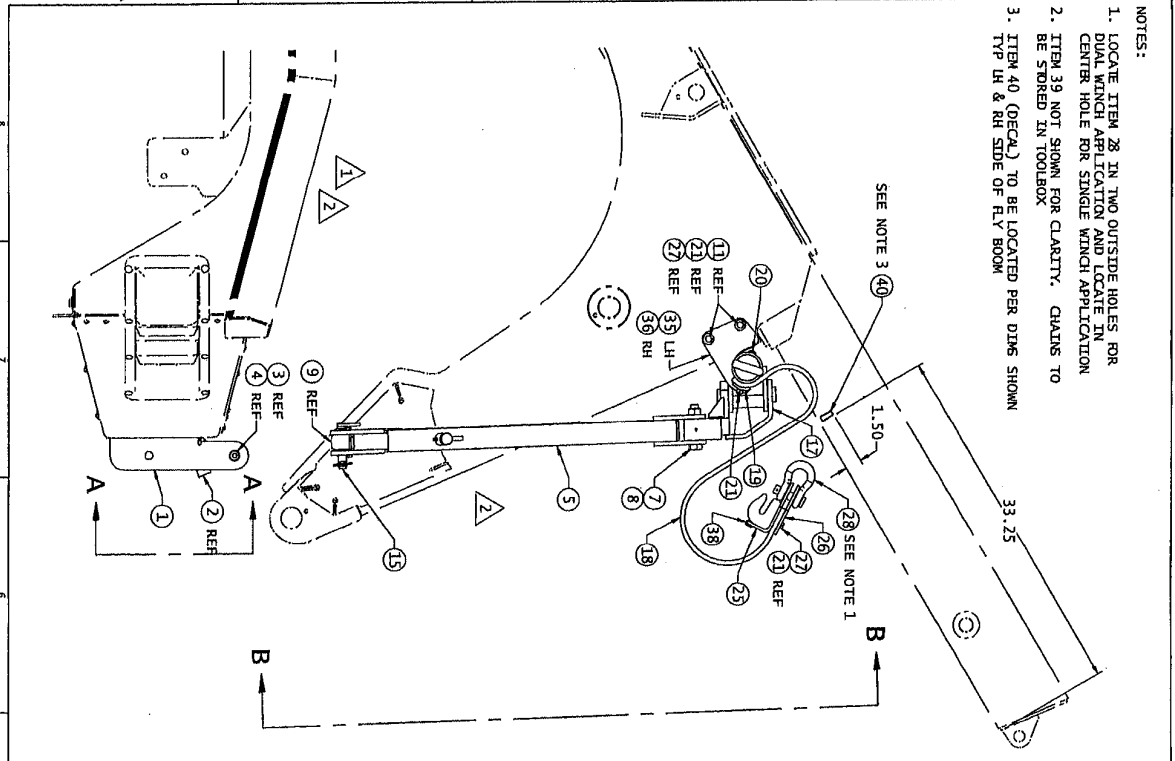 NOTES:
1. LOCATE ITEM 28 IN TWO OUTSIDE HOLES FOR
DUAL WINCH APPLICATION AND LOCATE IN
CENTER HOLE FOR SINGLE WINCH APPLICATION
2. ITEM 39 NOT SHOWN FOR CLARITY. CHAINS TO
BE STORED IN TOOLBOX
3. ITEM 40 (DECAL) TO BE LOCATED PER DIMS SHOWN
TYP LH & RH SIDE OF FLY BOOM
SEE NOTE 3 40
33.25
1.50
20
11 REF
21 REF
27 REF
35 LH
36 RH
17
19
21
28 SEE NOTE 1
26
27
21 REF
38
25
18
7
8
5
9 REF
15
3 REF
4 REF
2 REF
1
1
2
2
A
A
B
B
8
7
6